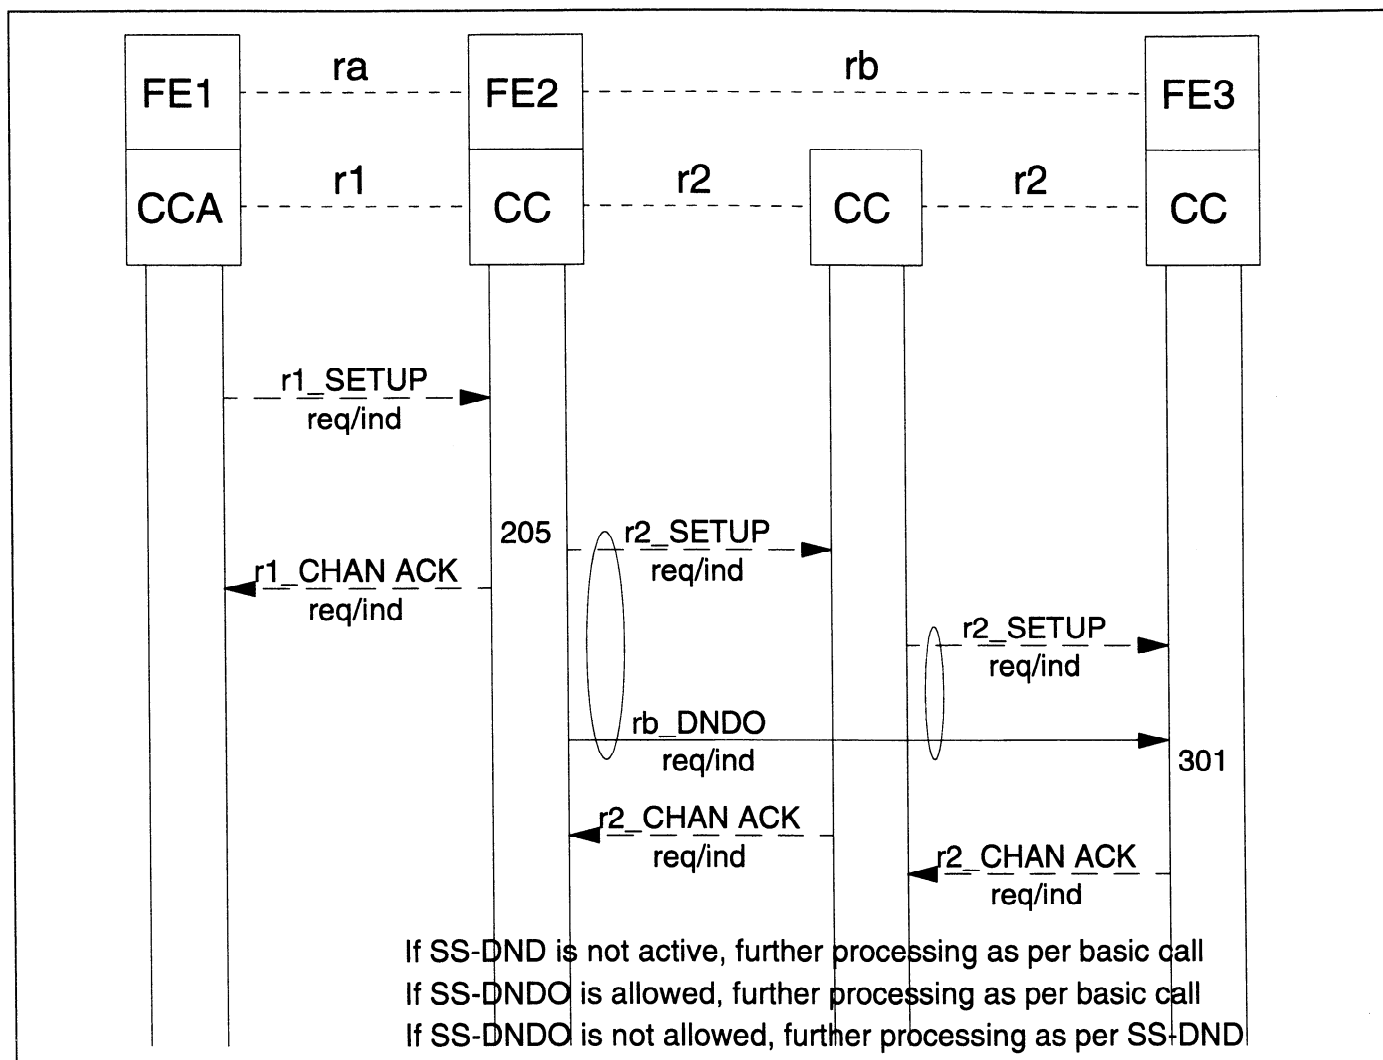 ra
rb
FE1
FE2
FE3
r1
r2
r2
CCA
CC
CC
CC
r1_SETUP
req/ind
205
r2_SETUP
req/ind
r1_CHAN ACK
req/ind
r2_SETUP
req/ind
rb_DNDO
req/ind
301
r2_CHAN ACK
req/ind
r2_CHAN ACK
req/ind
If SS-DND is not active, further processing as per basic call
If SS-DNDO is allowed, further processing as per basic call
If SS-DNDO is not allowed, further processing as per SS-DND